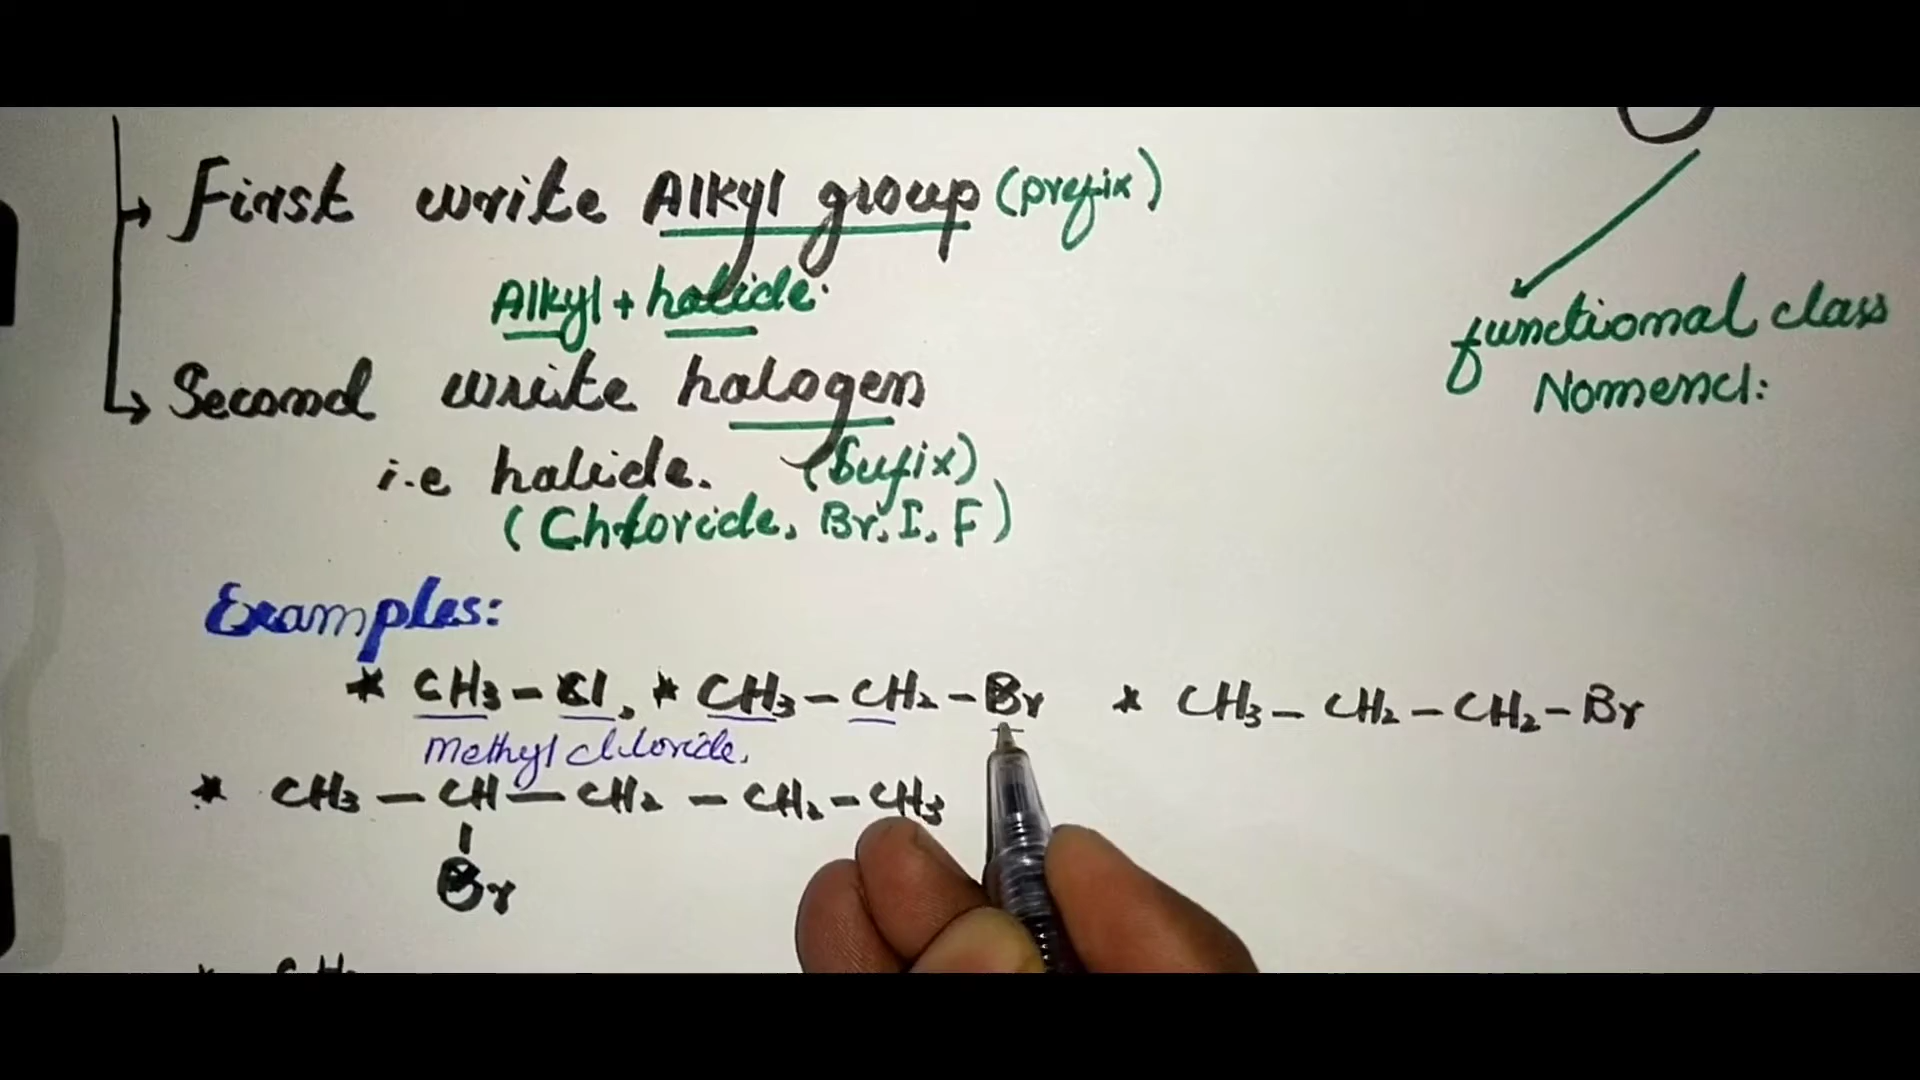 First write Alkyl group (prefix)
Alkyl + halide.
functional class
Nomencl:
Second write halogen
i.e halide. (Sufix)
(Chloride, Br, I, F)
Examples:
* CH3 - Cl, * CH3 - CH2 - Br * CH3 - CH2 - CH2 - Br
Methyl chloride.
* CH3 - CH - CH2 - CH2 - CH3
Br